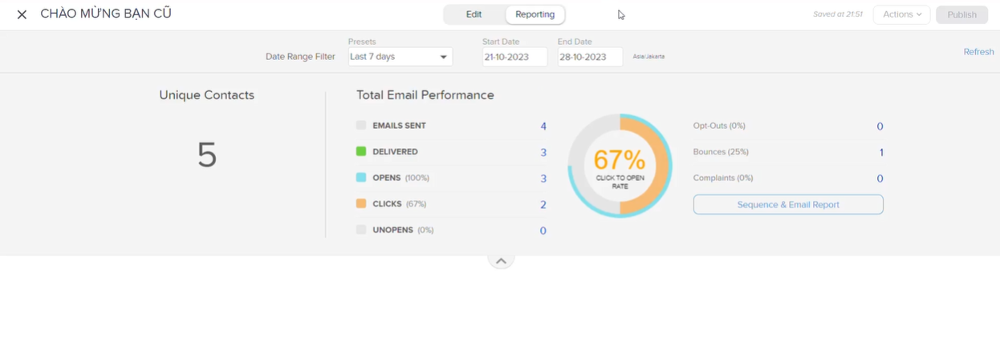 CHÀO MỪNG BẠN CŨ
Edit
Reporting
Saved at 21:51
Actions
Publish
Date Range Filter
Presets
Last 7 days
Start Date
21-10-2023
End Date
28-10-2023
Asia/Jakarta
Refresh
Unique Contacts
5
Total Email Performance
EMAILS SENT 4
DELIVERED 3
OPENS (100%) 3
CLICKS (67%) 2
UNOPENS (0%) 0
67%
CLICK TO OPEN
RATE
Opt-Outs (0%) 0
Bounces (25%) 1
Complaints (0%) 0
Sequence & Email Report